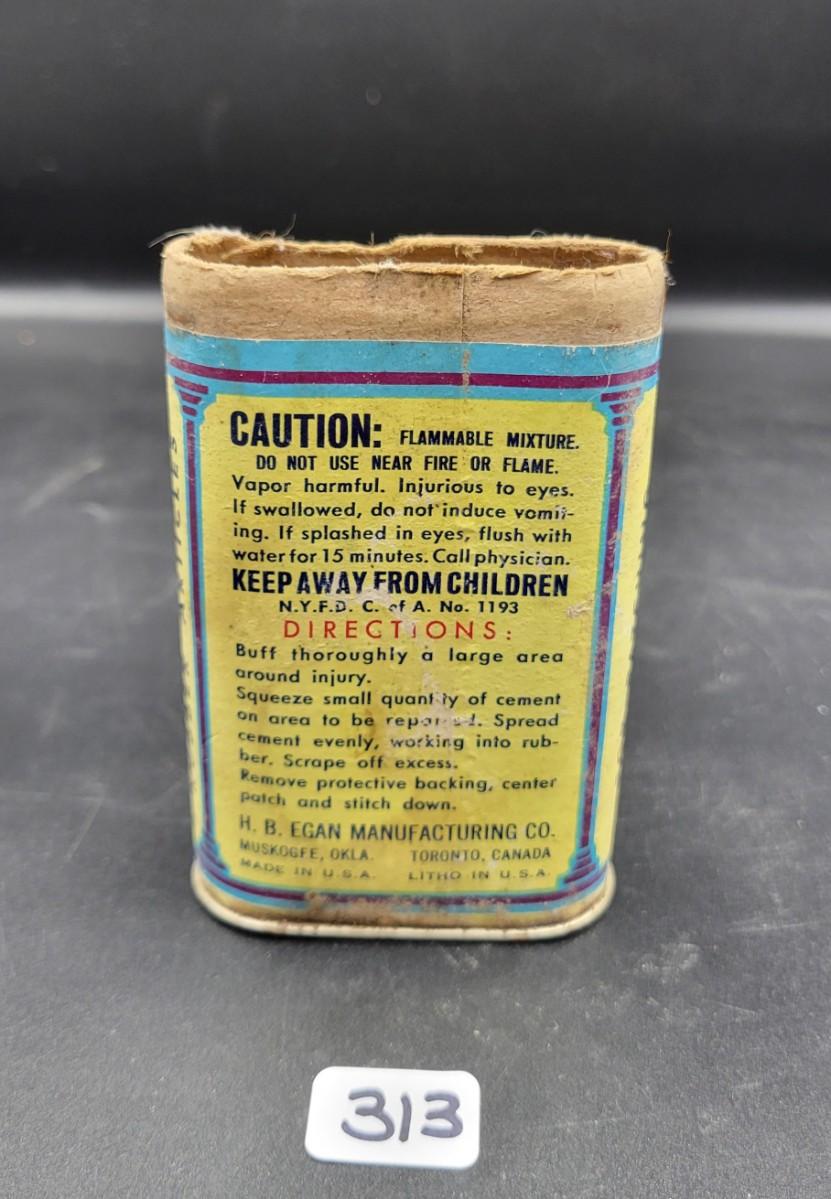 CAUTION: FLAMMABLE MIXTURE.
DO NOT USE NEAR FIRE OR FLAME.
Vapor harmful. Injurious to eyes.
If swallowed, do not induce vomit-
ing. If splashed in eyes, flush with
water for 15 minutes. Call physician.
KEEP AWAY FROM CHILDREN
N.Y.F.D. C. of A. No. 1193
DIRECTIONS:
Buff thoroughly a large area
around injury.
Squeeze small quantity of cement
on area to be Spread
cement evenly, working into rub-
ber. Scrape off excess.
Remove protective backing, center
patch and stitch down.
H. B. EGAN MANUFACTURING CO.
MUSKOGEE, OKLA. TORONTO, CANADA
MADE IN U.S.A. LITHO IN U.S.A.
313